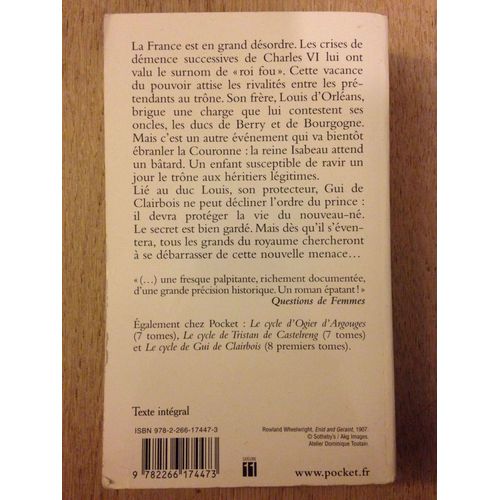 La France est en grand désordre. Les crises de
démence successives de Charles VI lui ont
valu le surnom de « roi fou ». Cette vacance
du pouvoir attise les rivalités entre les pré-
tendants au trône. Son frère, Louis d'Orléans,
brigue une charge que lui contestent ses
oncles, les ducs de Berry et de Bourgogne.
Mais c'est un autre événement qui va bientôt
ébranler la Couronne : la reine Isabeau attend
un bâtard. Un enfant susceptible de ravir un
jour le trône aux héritiers légitimes.
Lié au duc Louis, son protecteur, Gui de
Clairbois ne peut décliner l'ordre du prince :
il devra protéger la vie du nouveau-né.
Le secret est bien gardé. Mais dès qu'il s'éven-
tera, tous les grands du royaume chercheront
à se débarrasser de cette nouvelle menace…
« (…) une fresque palpitante, richement documentée,
d'une grande précision historique. Un roman épatant ! »
Questions de Femmes
Également chez Pocket : Le cycle d'Ogier d'Argouges
(7 tomes), Le cycle de Tristan de Castelreng (7 tomes)
et Le cycle de Gui de Clairbois (8 premiers tomes).
Texte intégral
ISBN 978-2-266-17447-3
Rowland Wheelwright, Enid and Geraint, 1907.
© Sotheby's / Akg Images.
Atelier Dominique Toutain.
9 782266 174473
www.pocket.fr